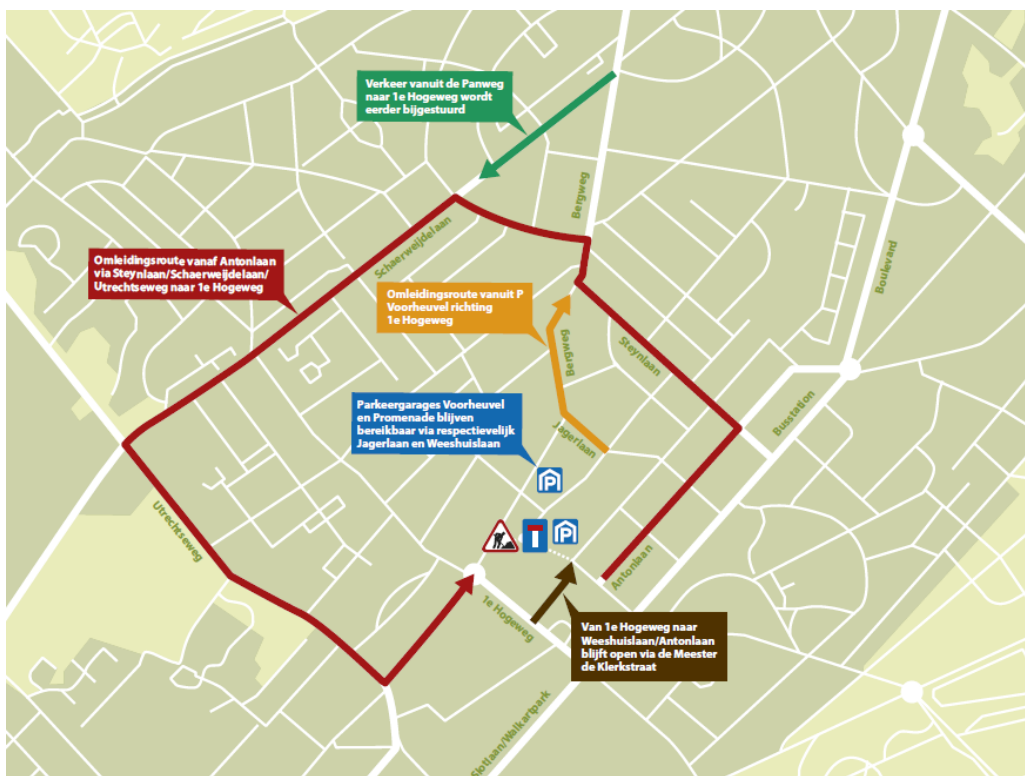 Verkeer vanuit de Panweg
naar 1e Hogeweg wordt
eerder bijgestuurd
Bergweg
Schaerweijdelaan
Boulevard
Omleidingsroute vanaf Antonlaan
via Steynlaan/Schaerweijdelaan/
Utrechtseweg naar 1e Hogeweg
Omleidingsroute vanuit P
Voorheuvel richting
1e Hogeweg
Bergweg
Steynlaan
Parkeergarages Voorheuvel
en Promenade blijven
bereikbaar via respectievelijk
Jagerlaan en Weeshuislaan
Jagerlaan
Busstation
P
Utrechtseweg
P
Antonlaan
1e Hogeweg
Van 1e Hogeweg naar
Weeshuislaan/Antonlaan
blijft open via de Meester
de Klerkstraat
Slotlaan/Walkartpark